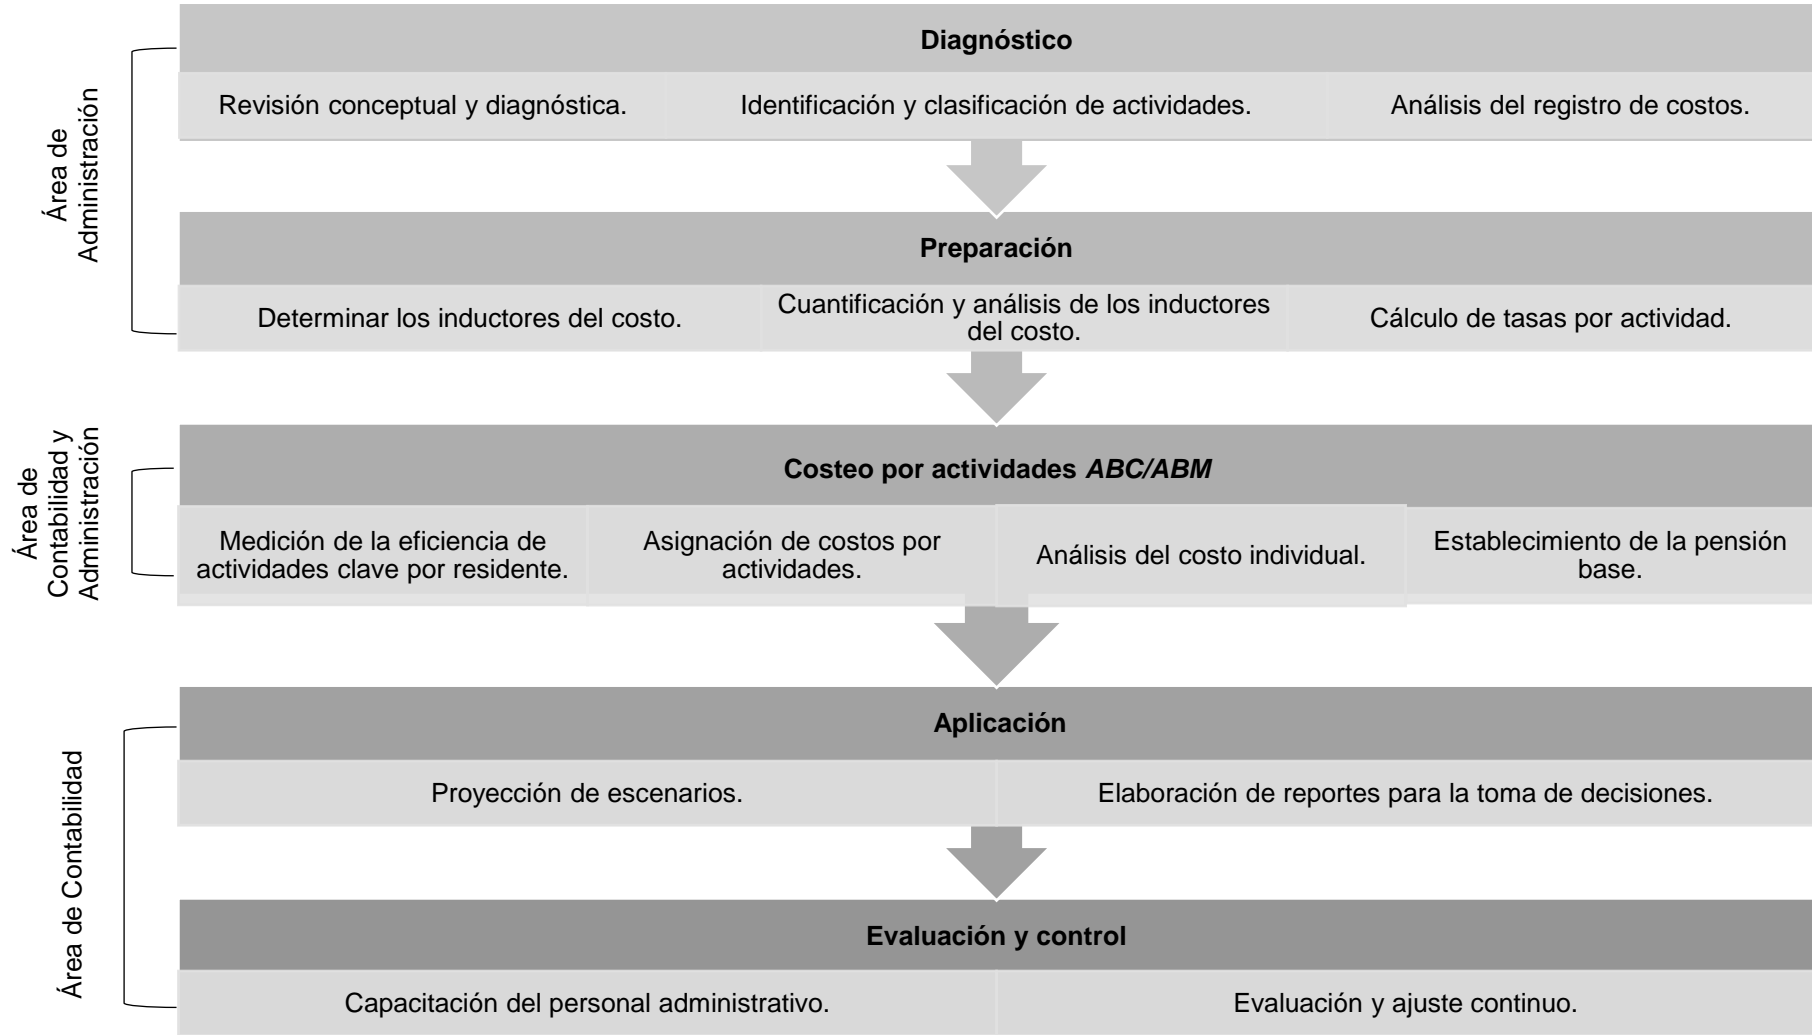 Área de
Administración
Diagnóstico
Revisión conceptual y diagnóstica.
Identificación y clasificación de actividades.
Análisis del registro de costos.
Preparación
Determinar los inductores del costo.
Cuantificación y análisis de los inductores
del costo.
Cálculo de tasas por actividad.
Área de
Contabilidad y
Administración
Costeo por actividades ABC/ABM
Medición de la eficiencia de
actividades clave por residente.
Asignación de costos por
actividades.
Análisis del costo individual.
Establecimiento de la pensión
base.
Área de Contabilidad
Aplicación
Proyección de escenarios.
Elaboración de reportes para la toma de decisiones.
Evaluación y control
Capacitación del personal administrativo.
Evaluación y ajuste continuo.